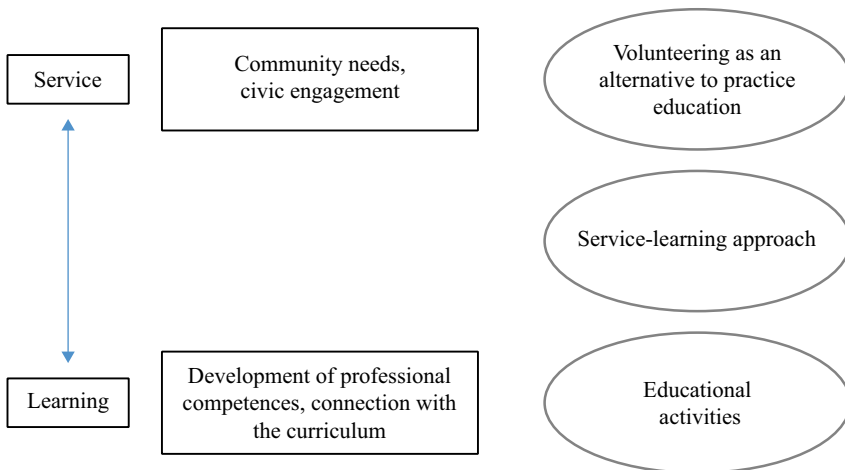 Service
Community needs,
civic engagement
Volunteering as an
alternative to practice
education
Service-learning approach
Learning
Development of professional
competences, connection with
the curriculum
Educational
activities